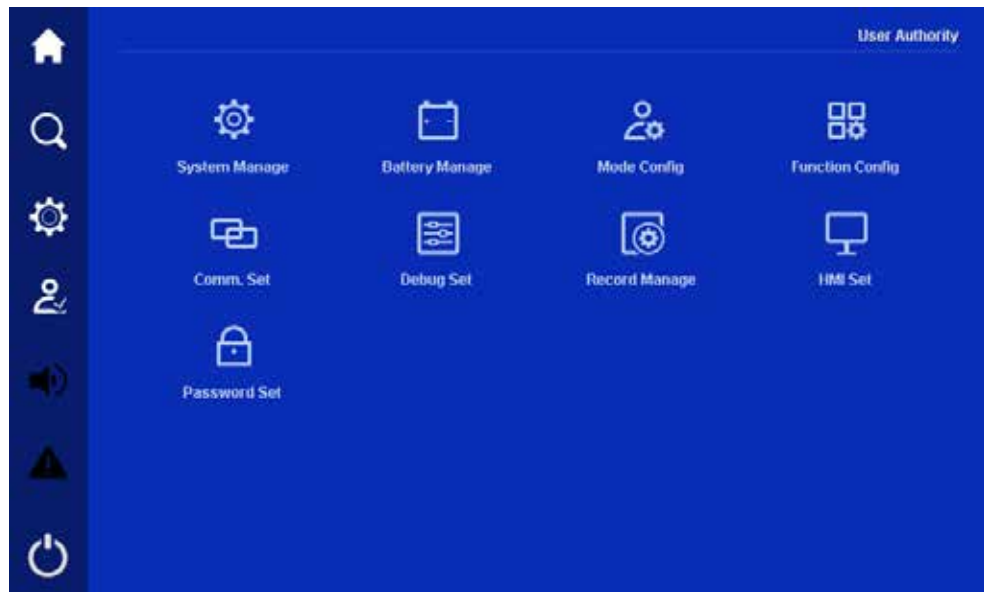 User Authority
System Manage
Battery Manage
Mode Config
Function Config
Comm. Set
Debug Set
Record Manage
HMI Set
Password Set